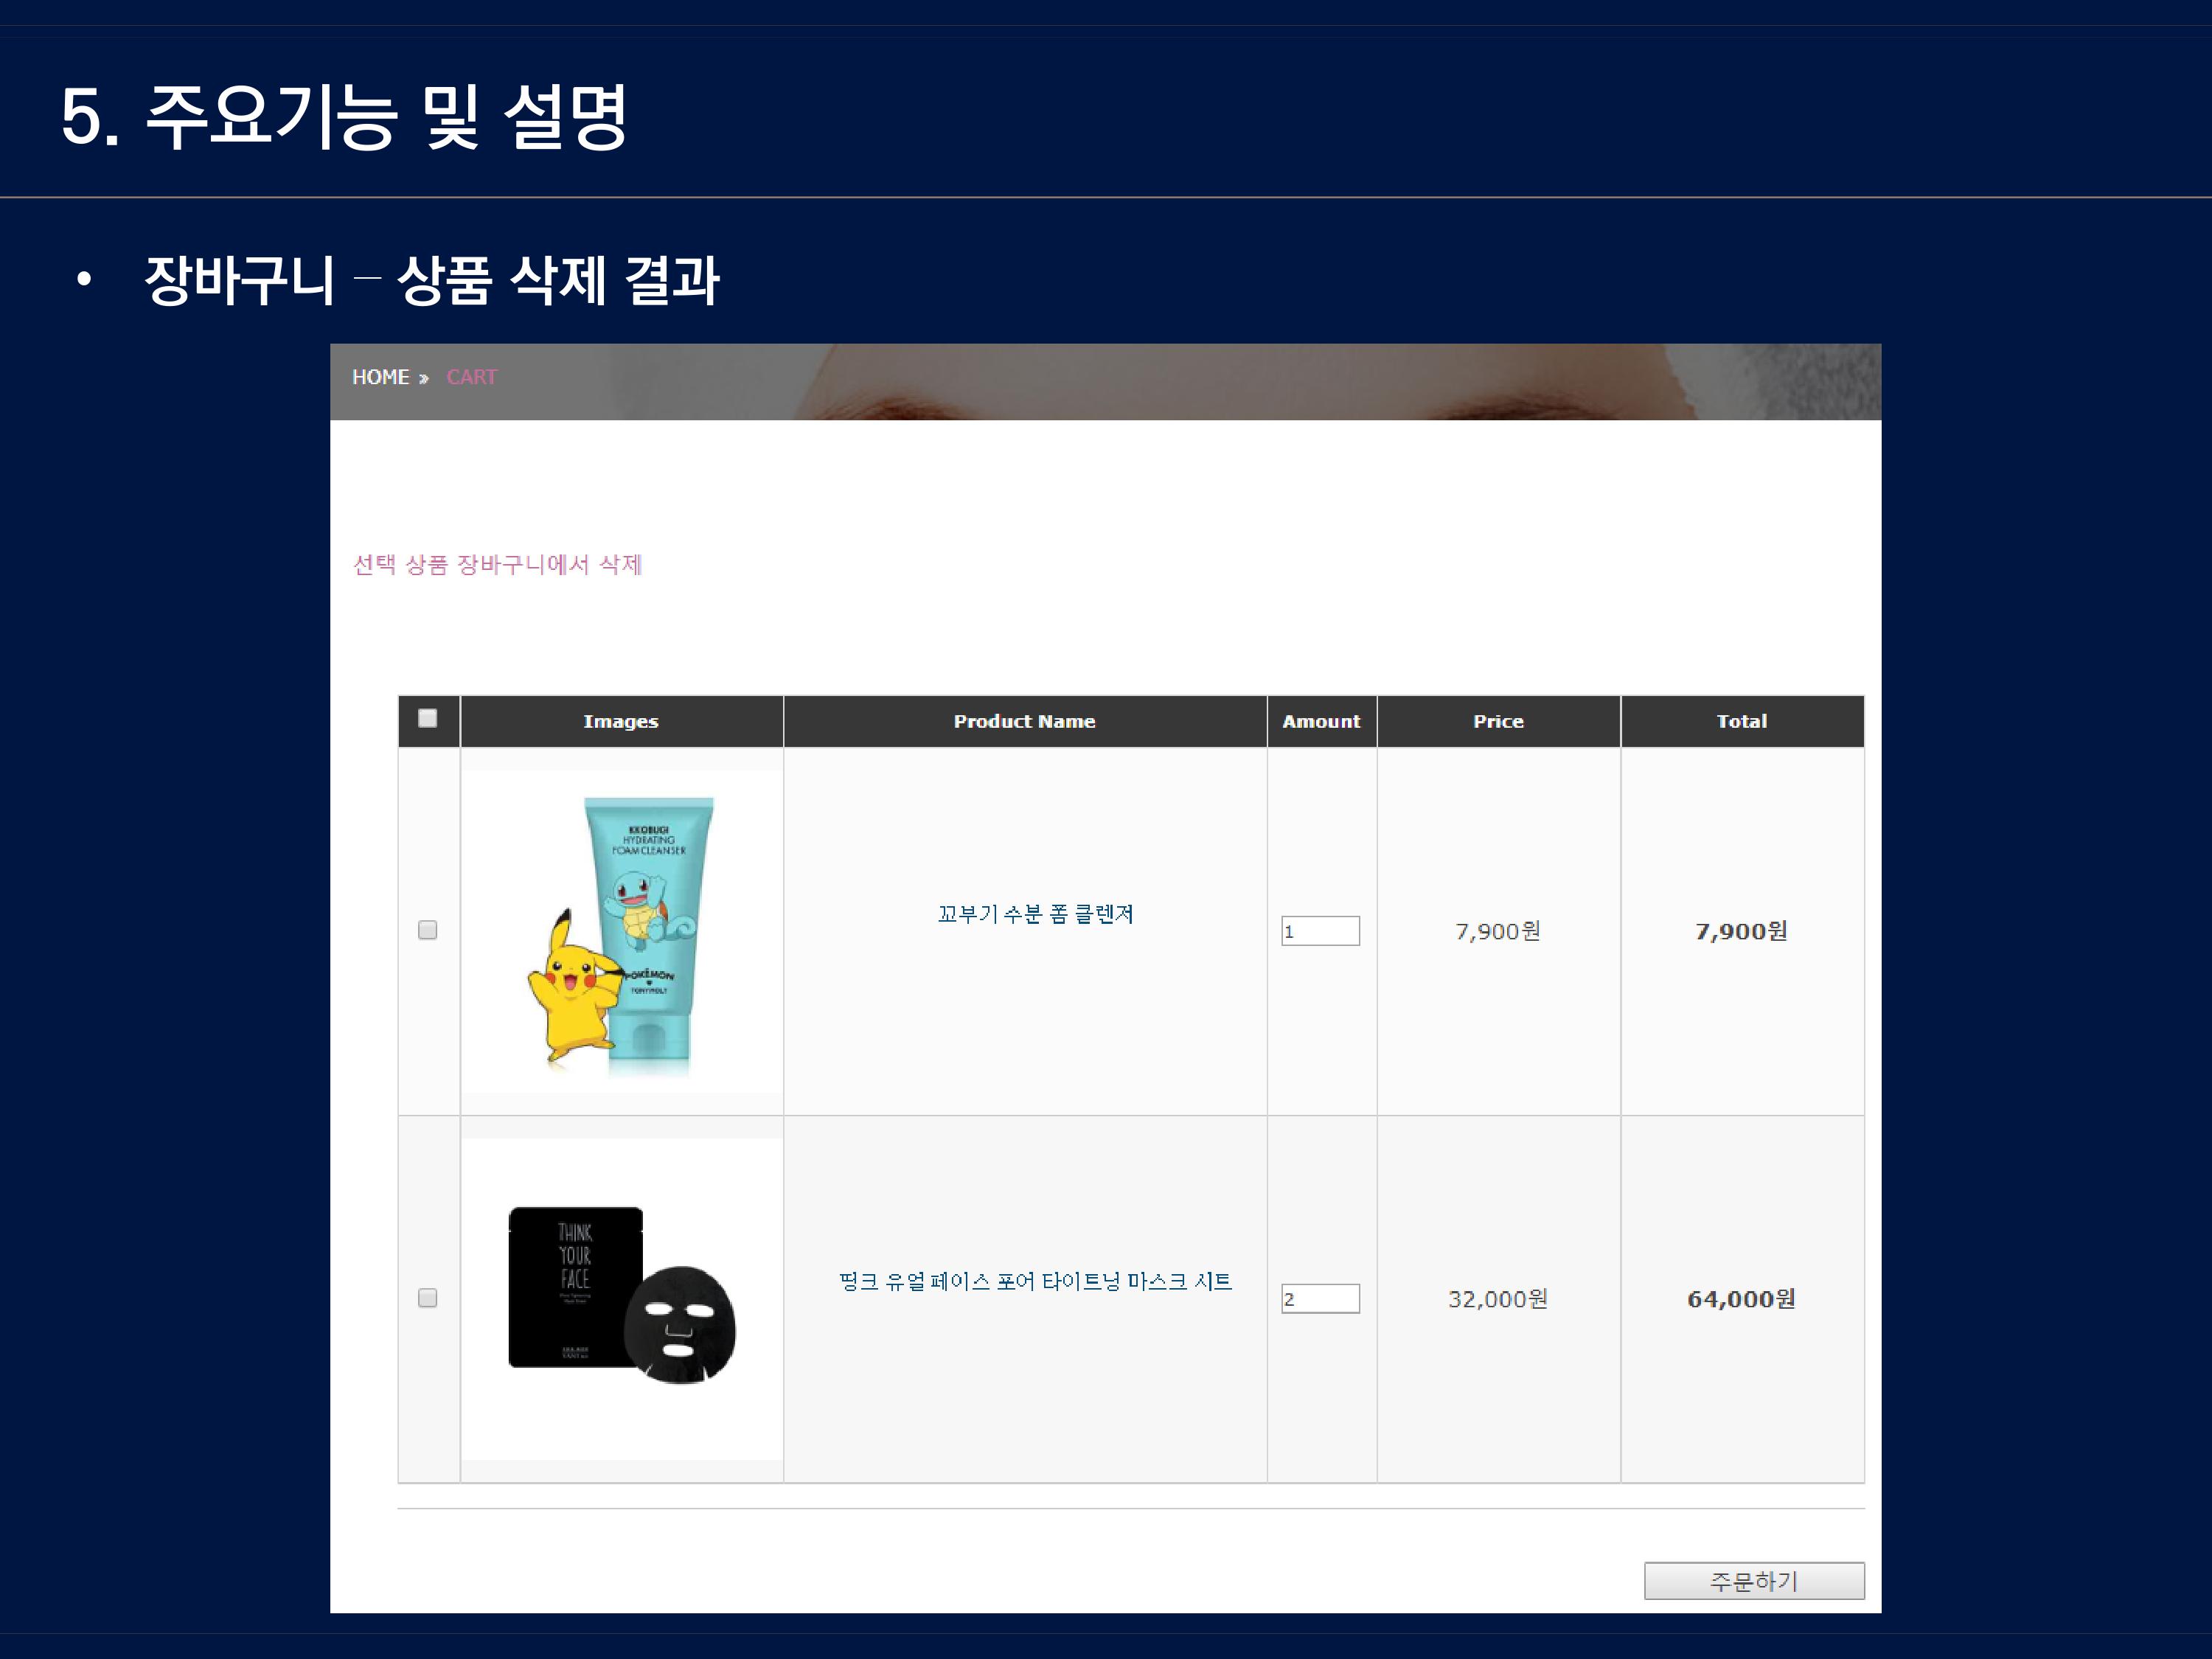 5. 주요기능 및 설명
• 장바구니 – 상품 삭제 결과
HOME » CART
선택 상품 장바구니에서 삭제
Images Product Name Amount Price Total
KKOBUGI
HYDRATING
FOAM CLEANSER
POKÉMON
TONYMOLY
꼬부기 수분 폼 클렌저 1 7,900원 7,900원
THINK
YOUR
FACE
띵크 유얼 페이스 포어 타이트닝 마스크 시트 2 32,000원 64,000원
주문하기